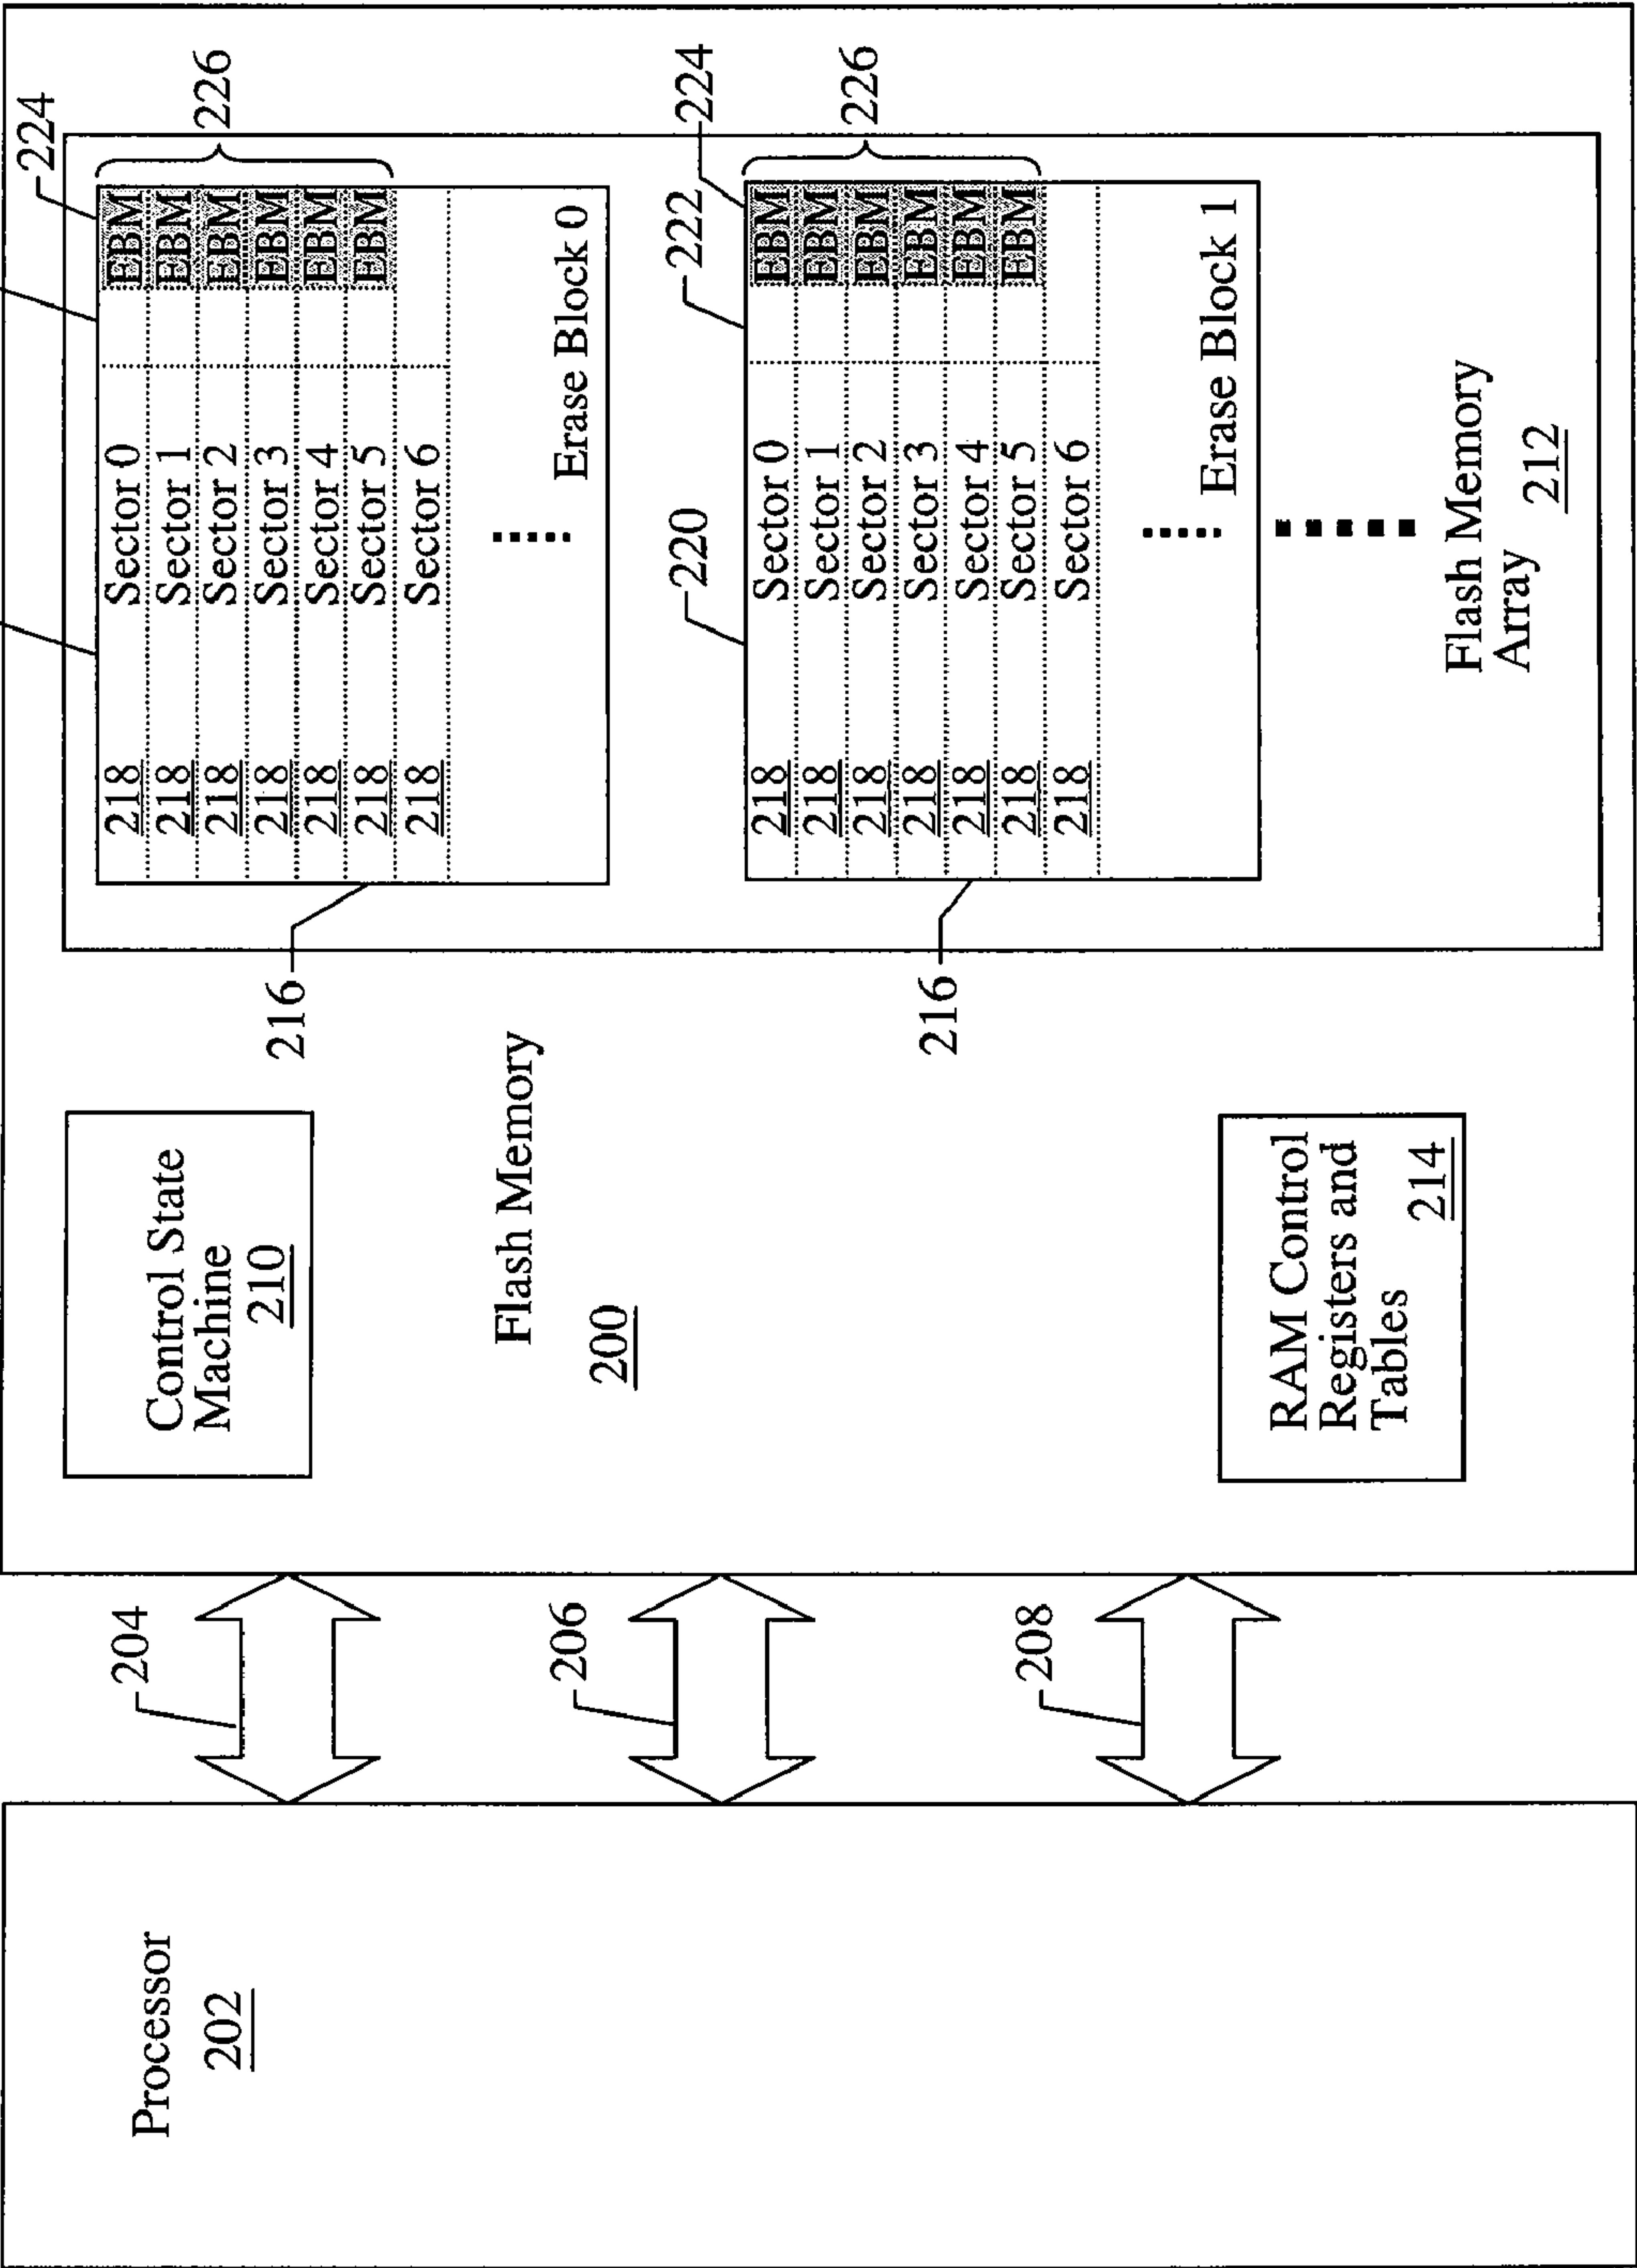 Processor
202
204
206
208
Control State
Machine
210
Flash Memory
200
RAM Control
Registers and
Tables
214
216
224
218 Sector 0 EBM
218 Sector 1 EBM
218 Sector 2 EBM
218 Sector 3 EBM
218 Sector 4 EBM
218 Sector 5 EBM
218 Sector 6
226
Erase Block 0
216
220
222
224
218 Sector 0 EBM
218 Sector 1 EBM
218 Sector 2 EBM
218 Sector 3 EBM
218 Sector 4 EBM
218 Sector 5 EBM
218 Sector 6
226
Erase Block 1
Flash Memory
Array
212